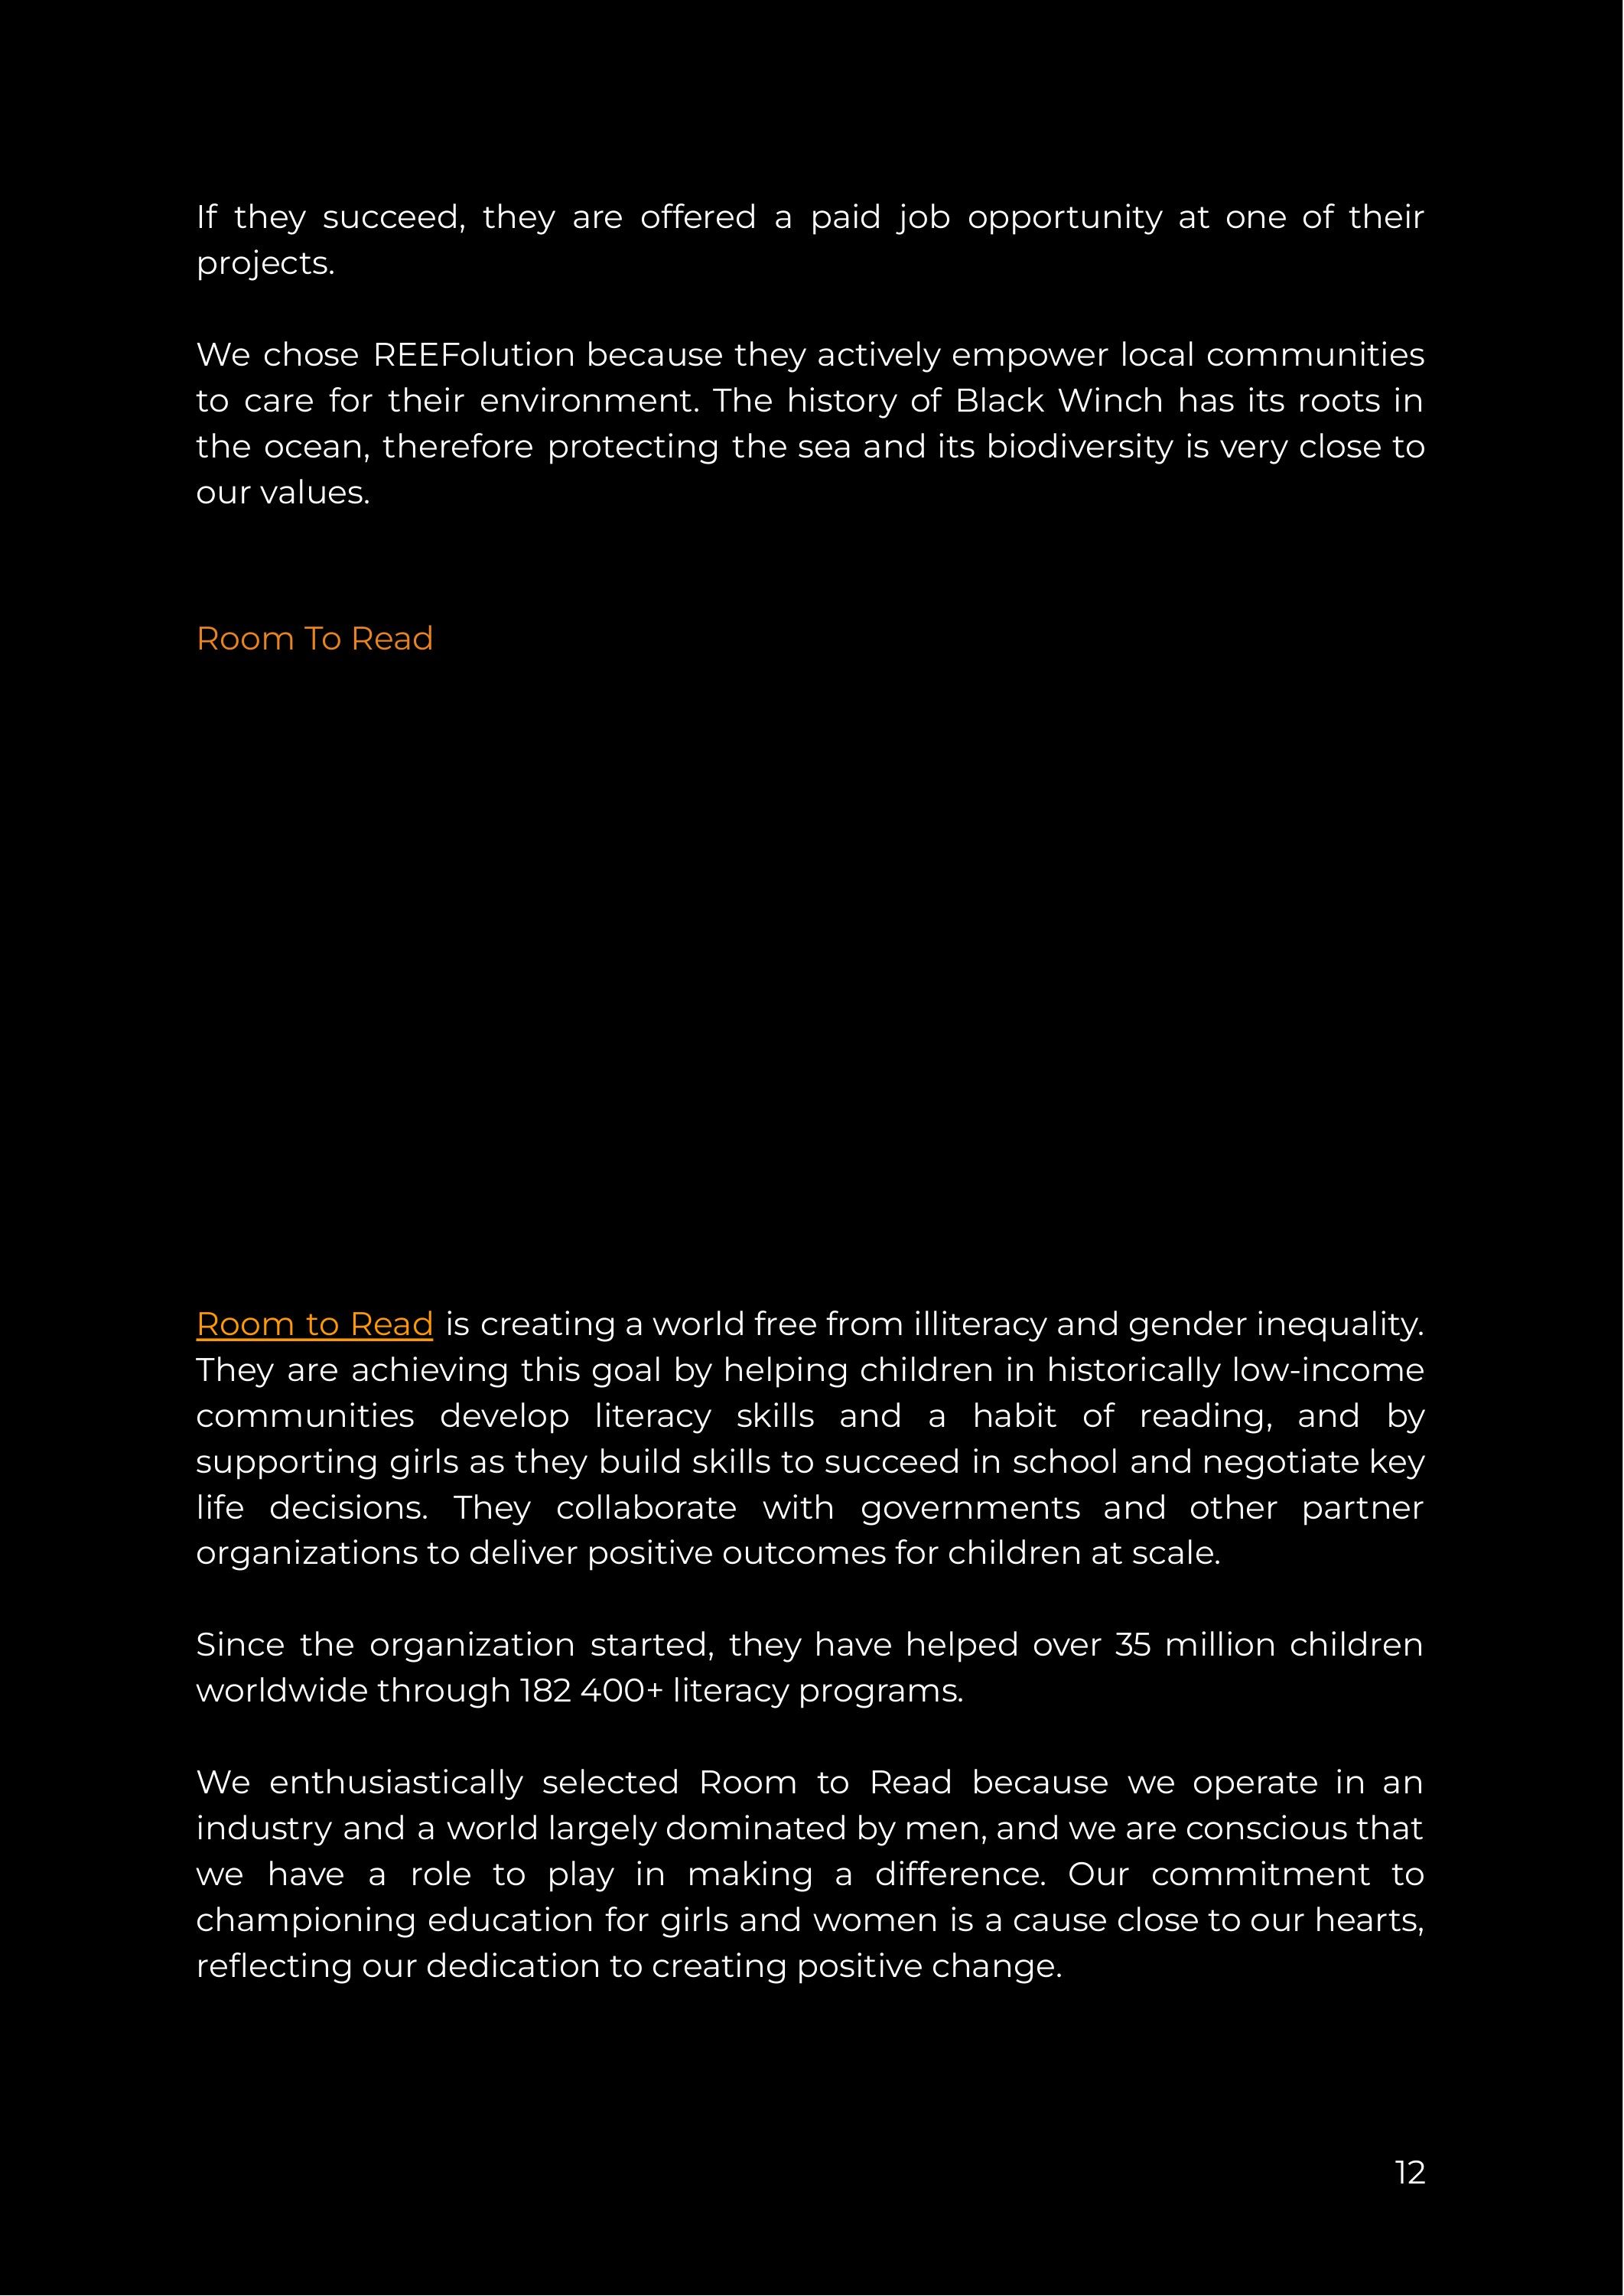 If they succeed, they are offered a paid job opportunity at one of their
projects.
We chose REEFolution because they actively empower local communities
to care for their environment. The history of Black Winch has its roots in
the ocean, therefore protecting the sea and its biodiversity is very close to
our values.
Room To Read
Room to Read is creating a world free from illiteracy and gender inequality.
They are achieving this goal by helping children in historically low-income
communities develop literacy skills and a habit of reading, and by
supporting girls as they build skills to succeed in school and negotiate key
life decisions. They collaborate with governments and other partner
organizations to deliver positive outcomes for children at scale.
Since the organization started, they have helped over 35 million children
worldwide through 182 400+ literacy programs.
We enthusiastically selected Room to Read because we operate in an
industry and a world largely dominated by men, and we are conscious that
we have a role to play in making a difference. Our commitment to
championing education for girls and women is a cause close to our hearts,
reflecting our dedication to creating positive change.
12